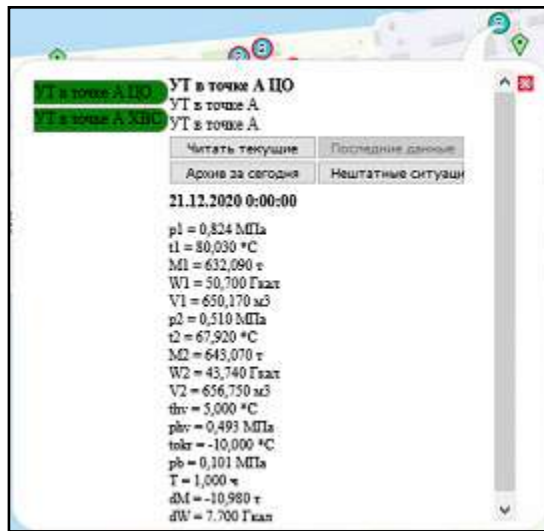 УТ в точке А ЦО
УТ в точке А ХВС
УТ в точке А ЦО
УТ в точке А
УТ в точке А
Читать текущие
Последние данные
Архив за сегодня
Нештатные ситуаци
21.12.2020 0:00:00
p1 = 0,824 МПа
t1 = 80,030 *C
M1 = 632,090 т
W1 = 50,700 Гкал
V1 = 650,170 м3
p2 = 0,510 МПа
t2 = 67,920 *C
M2 = 643,070 т
W2 = 43,740 Гкал
V2 = 656,750 м3
thv = 5,000 *C
phv = 0,493 МПа
tokr = -10,000 *C
pb = 0,101 МПа
T = 1,000 ч
dM = -10,980 т
dW = 7,700 Гкал